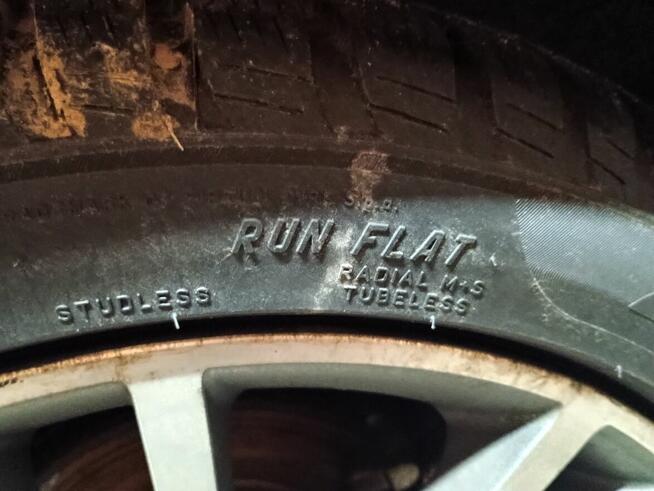 S.p.A.
RUN FLAT
RADIAL M+S
STUDLESS
TUBELESS